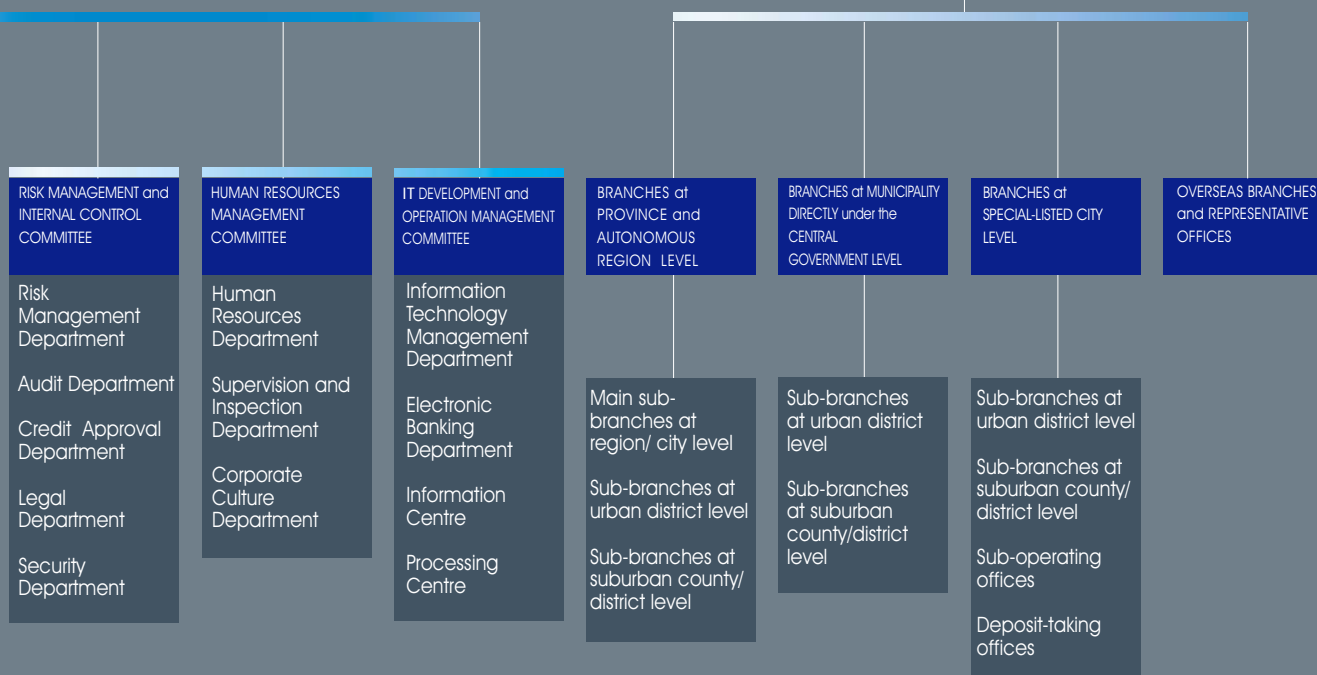 RISK MANAGEMENT and
INTERNAL CONTROL
COMMITTEE
Risk
Management
Department
Audit Department
Credit Approval
Department
Legal
Department
Security
Department
HUMAN RESOURCES
MANAGEMENT
COMMITTEE
Human
Resources
Department
Supervision and
Inspection
Department
Corporate
Culture
Department
IT DEVELOPMENT and
OPERATION MANAGEMENT
COMMITTEE
Information
Technology
Management
Department
Electronic
Banking
Department
Information
Centre
Processing
Centre
BRANCHES at
PROVINCE and
AUTONOMOUS
REGION LEVEL
Main sub-
branches at
region/ city level
Sub-branches at
urban district level
Sub-branches at
suburban county/
district level
BRANCHES at MUNICIPALITY
DIRECTLY under the
CENTRAL
GOVERNMENT LEVEL
Sub-branches
at urban district
level
Sub-branches
at suburban
county/district
level
BRANCHES at
SPECIAL-LISTED CITY
LEVEL
Sub-branches at
urban district level
Sub-branches at
suburban county/
district level
Sub-operating
offices
Deposit-taking
offices
OVERSEAS BRANCHES
and REPRESENTATIVE
OFFICES